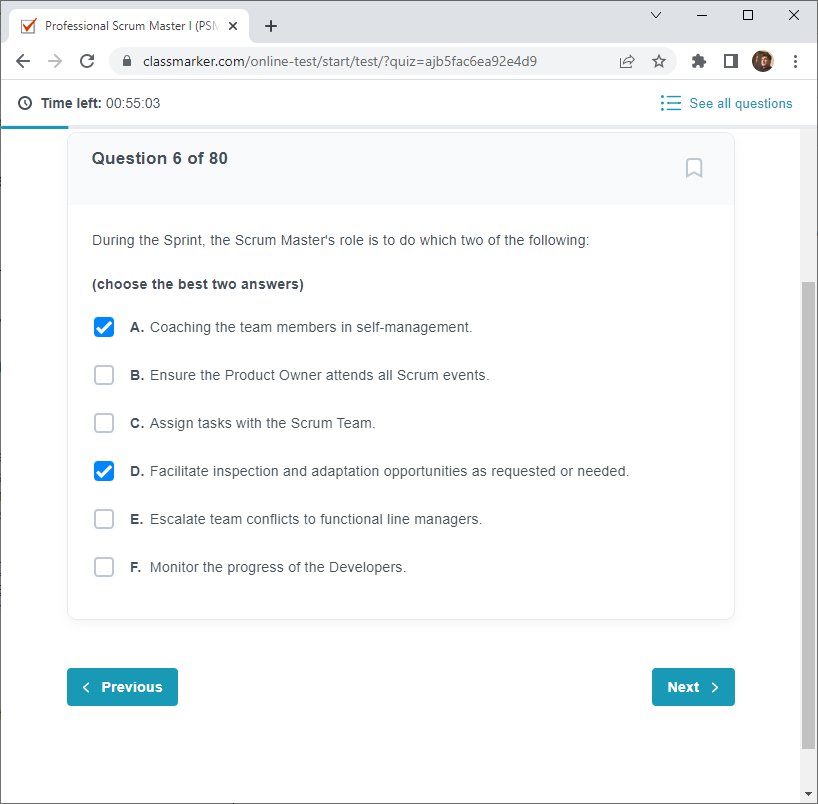 Professional Scrum Master I (PSM
classmarker.com/online-test/start/test/?quiz=ajb5fac6ea92e4d9
Time left: 00:55:03
See all questions
Question 6 of 80
During the Sprint, the Scrum Master's role is to do which two of the following:
(choose the best two answers)
A. Coaching the team members in self-management.
B. Ensure the Product Owner attends all Scrum events.
C. Assign tasks with the Scrum Team.
D. Facilitate inspection and adaptation opportunities as requested or needed.
E. Escalate team conflicts to functional line managers.
F. Monitor the progress of the Developers.
Previous
Next